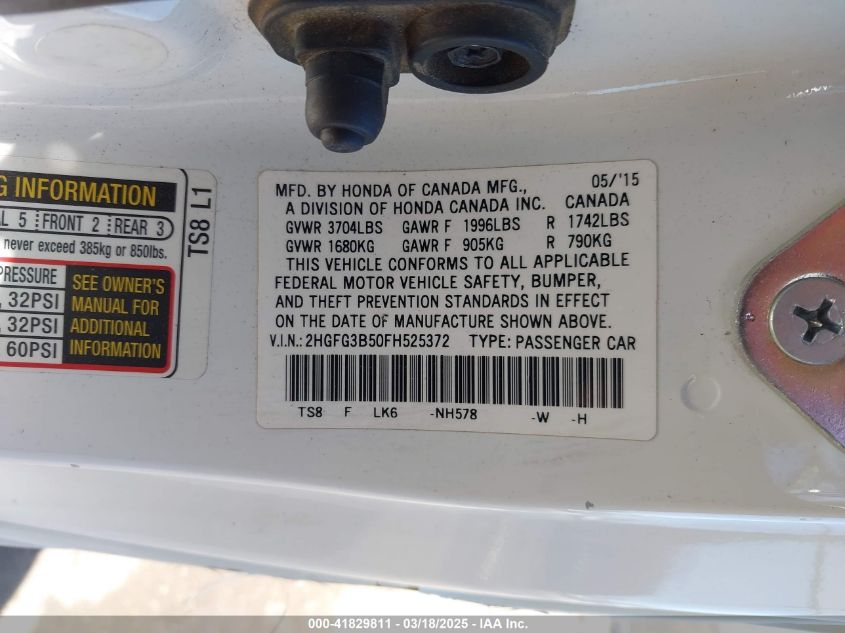 G INFORMATION
AL 5 FRONT 2 REAR 3
never exceed 385kg or 850lbs.
PRESSURE
32PSI
32PSI
60PSI
SEE OWNER'S
MANUAL FOR
ADDITIONAL
INFORMATION
TS8 L1
MFD. BY HONDA OF CANADA MFG., 05/'15
A DIVISION OF HONDA CANADA INC. CANADA
GVWR 3704LBS GAWR F 1996LBS R 1742LBS
GVWR 1680KG GAWR F 905KG R 790KG
THIS VEHICLE CONFORMS TO ALL APPLICABLE
FEDERAL MOTOR VEHICLE SAFETY, BUMPER,
AND THEFT PREVENTION STANDARDS IN EFFECT
ON THE DATE OF MANUFACTURE SHOWN ABOVE.
V.I.N.: 2HGFG3B50FH525372 TYPE: PASSENGER CAR
TS8 F LK6 -NH578 -W -H
000-41829811 - 03/18/2025 - IAA Inc.